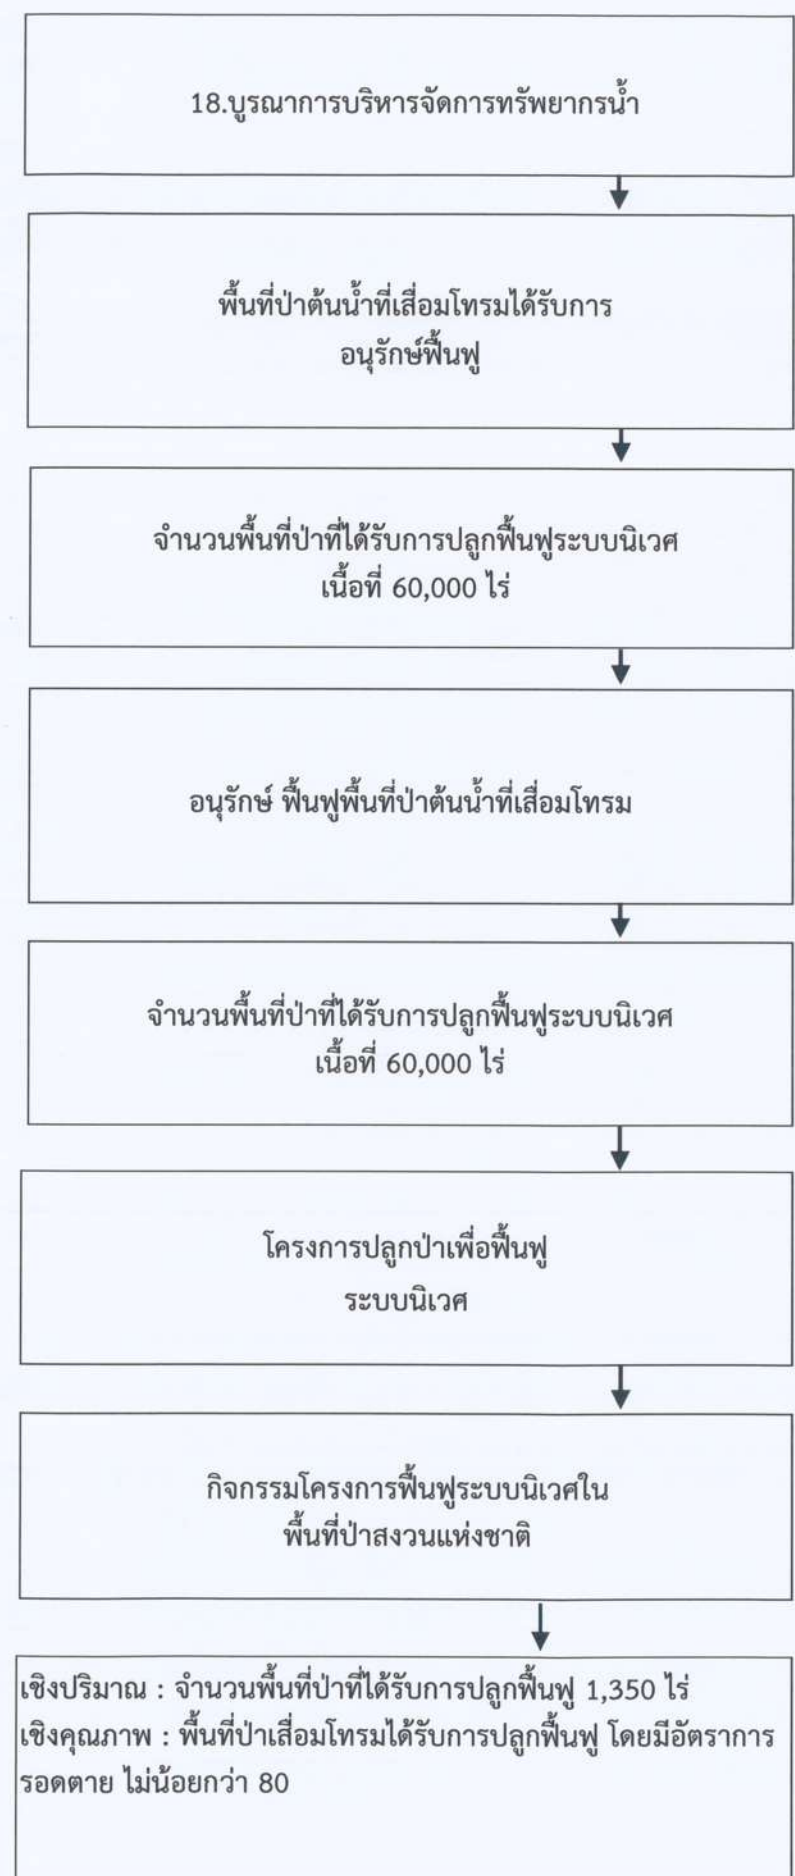 18.บูรณาการบริหารจัดการทรัพยากรน้ำ
พื้นที่ป่าต้นน้ำที่เสื่อมโทรมได้รับการ
อนุรักษ์ฟื้นฟู
จำนวนพื้นที่ป่าที่ได้รับการปลูกฟื้นฟูระบบนิเวศ
เนื้อที่ 60,000 ไร่
อนุรักษ์ ฟื้นฟูพื้นที่ป่าต้นน้ำที่เสื่อมโทรม
จำนวนพื้นที่ป่าที่ได้รับการปลูกฟื้นฟูระบบนิเวศ
เนื้อที่ 60,000 ไร่
โครงการปลูกป่าเพื่อฟื้นฟู
ระบบนิเวศ
กิจกรรมโครงการฟื้นฟูระบบนิเวศใน
พื้นที่ป่าสงวนแห่งชาติ
เชิงปริมาณ : จำนวนพื้นที่ป่าที่ได้รับการปลูกฟื้นฟู 1,350 ไร่
เชิงคุณภาพ : พื้นที่ป่าเสื่อมโทรมได้รับการปลูกฟื้นฟู โดยมีอัตราการ
รอดตาย ไม่น้อยกว่า 80